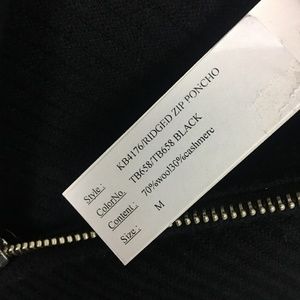 Style : KB4176/RIDGED ZIP PONCHO
ColorNo. TB658/TB658 BLACK
Content : 70%wool30%cashmere
Size : M